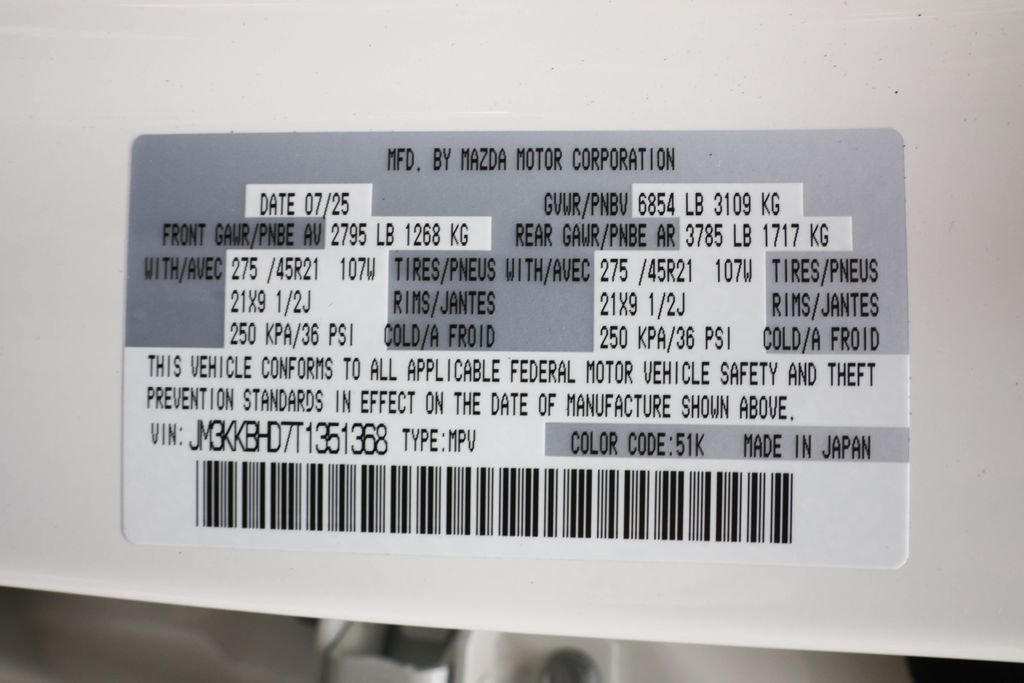 MFD. BY MAZDA MOTOR CORPORATION
DATE 07/25 GVWR/PNBV 6854 LB 3109 KG
FRONT GAWR/PNBE AV 2795 LB 1268 KG REAR GAWR/PNBE AR 3785 LB 1717 KG
WITH/AVEC 275 /45R21 107W TIRES/PNEUS WITH/AVEC 275 /45R21 107W TIRES/PNEUS
21X9 1/2J RIMS/JANTES 21X9 1/2J RIMS/JANTES
250 KPA/36 PSI COLD/A FROID 250 KPA/36 PSI COLD/A FROID
THIS VEHICLE CONFORMS TO ALL APPLICABLE FEDERAL MOTOR VEHICLE SAFETY AND THEFT
PREVENTION STANDARDS IN EFFECT ON THE DATE OF MANUFACTURE SHOWN ABOVE.
VIN: JM3KKBHD7T1351368 TYPE:MPV COLOR CODE:51K MADE IN JAPAN